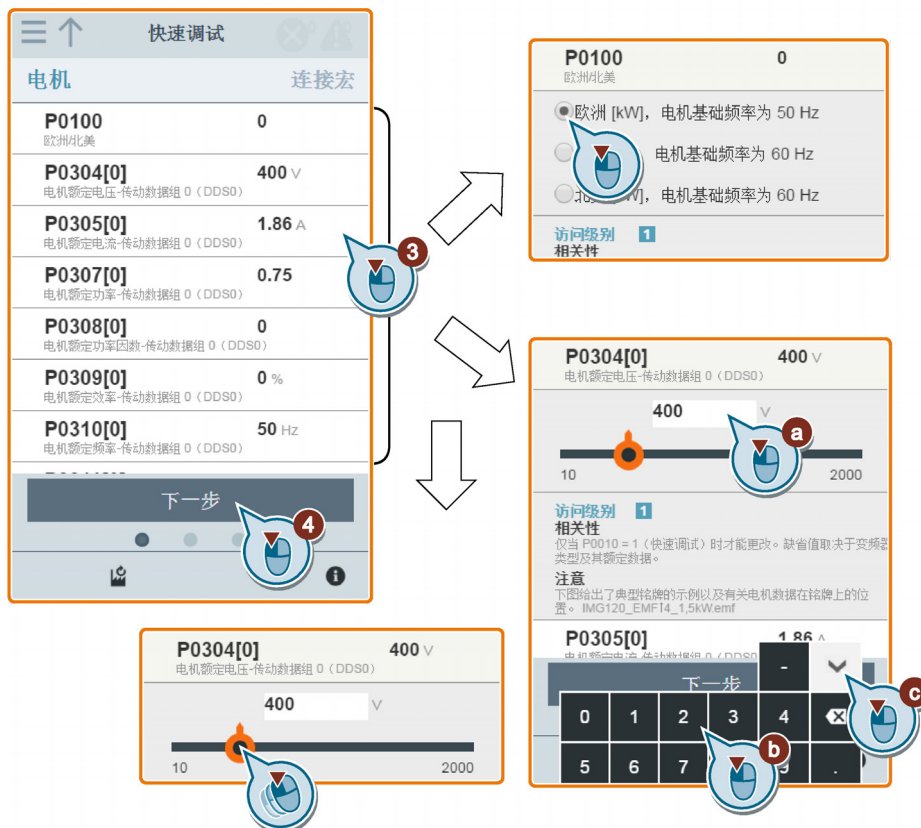 快速调试
电机 连接宏
P0100 0
欧洲/北美
P0304[0] 400 V
电机额定电压-传动数据组 0（DDS0）
P0305[0] 1.86 A
电机额定电流-传动数据组 0（DDS0）
P0307[0] 0.75
电机额定功率-传动数据组 0（DDS0）
P0308[0] 0
电机额定功率因数-传动数据组 0（DDS0）
P0309[0] 0 %
电机额定效率-传动数据组 0（DDS0）
P0310[0] 50 Hz
电机额定频率-传动数据组 0（DDS0）
下一步
3
4
P0100 0
欧洲/北美
欧洲 [kW]，电机基础频率为 50 Hz
电机基础频率为 60 Hz
，电机基础频率为 60 Hz
访问级别 1
相关性
P0304[0] 400 V
电机额定电压-传动数据组 0（DDS0）
400 V
a
10 2000
访问级别 1
相关性
仅当 P0010 = 1（快速调试）时才能更改。缺省值取决于变频器
类型及其额定数据。
注意
下图给出了典型铭牌的示例以及有关电机数据在铭牌上的位
置。 IMG120_EMF14_1,5kW.emf
P0305[0] 1.86 A
下一步
-
c
0 1 2 3 4
b
5 6 7 9 .
P0304[0] 400 V
电机额定电压-传动数据组 0（DDS0）
400 V
10 2000